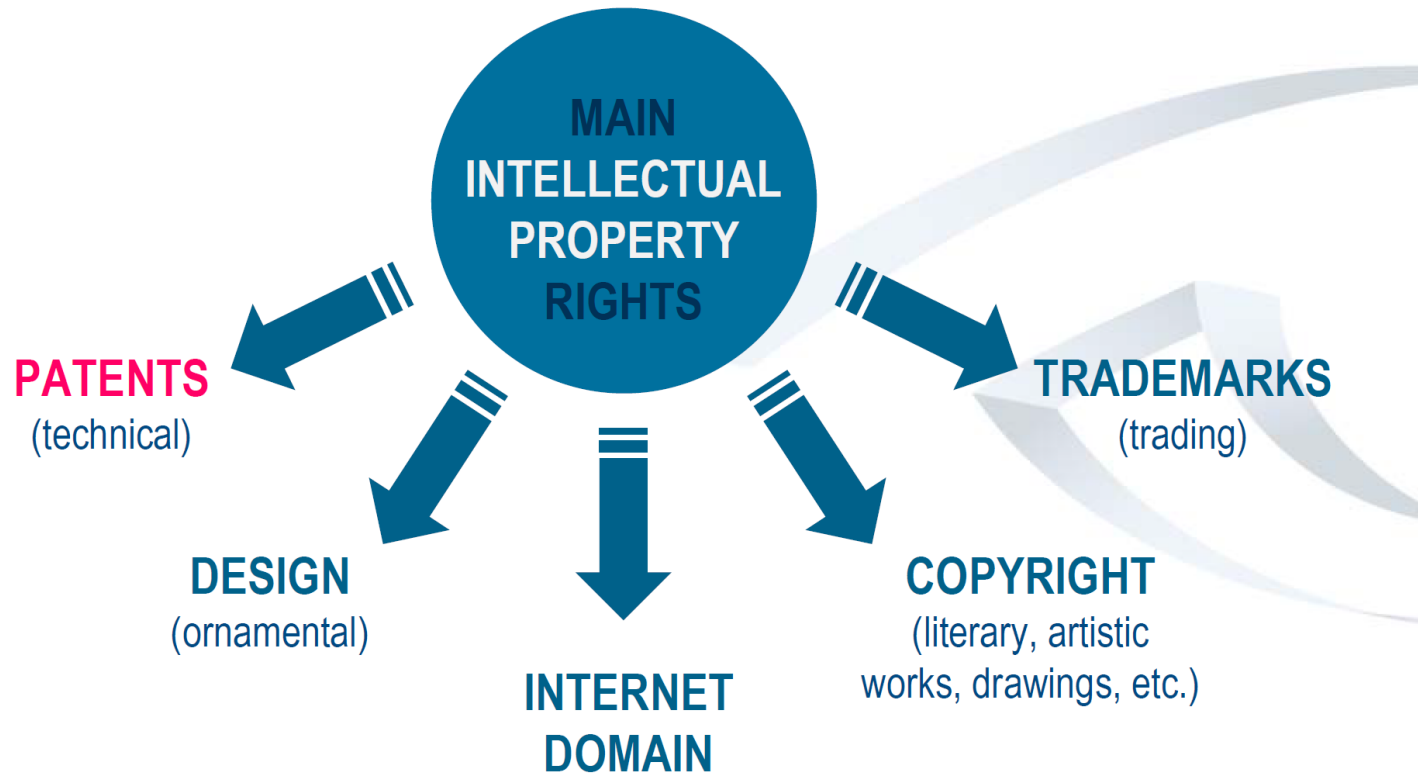 MAIN
INTELLECTUAL
PROPERTY
RIGHTS
PATENTS
(technical)
TRADEMARKS
(trading)
DESIGN
(ornamental)
COPYRIGHT
(literary, artistic
works, drawings, etc.)
INTERNET
DOMAIN